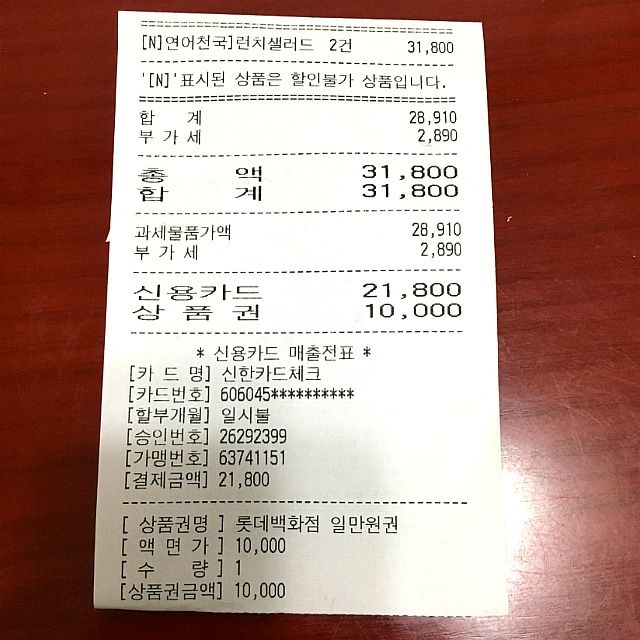 [N]연어천국]런치샐러드 2건 31,800
'[N]'표시된 상품은 할인불가 상품입니다.
합 계 28,910
부 가 세 2,890
총 액 31,800
합 계 31,800
과세물품가액 28,910
부 가 세 2,890
신용카드 21,800
상 품 권 10,000
* 신용카드 매출전표 *
[카 드 명] 신한카드체크
[카드번호] 606045**********
[할부개월] 일시불
[승인번호] 26292399
[가맹번호] 63741151
[결제금액] 21,800
[ 상품권명 ] 롯데백화점 일만원권
[ 액 면 가 ] 10,000
[ 수 량 ] 1
[상품권금액] 10,000